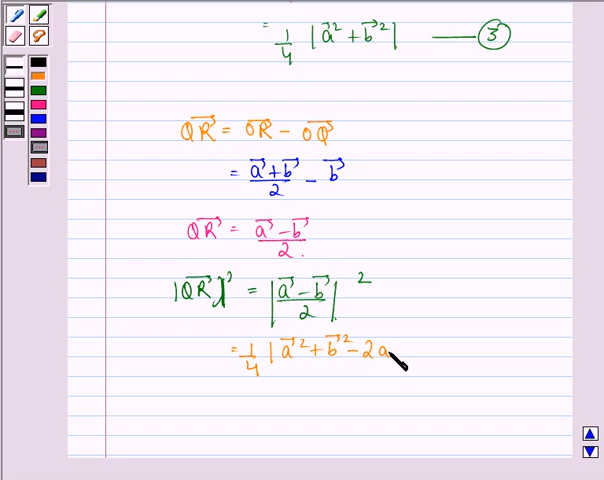 = 1/4 |a⃗² + b⃗²| —— ③
QR⃗ = OR⃗ − OQ⃗
= (a⃗ + b⃗)/2 − b⃗
QR⃗ = (a⃗ − b⃗)/2.
|QR⃗|² = |(a⃗ − b⃗)/2|²
= 1/4 |a⃗² + b⃗² − 2a